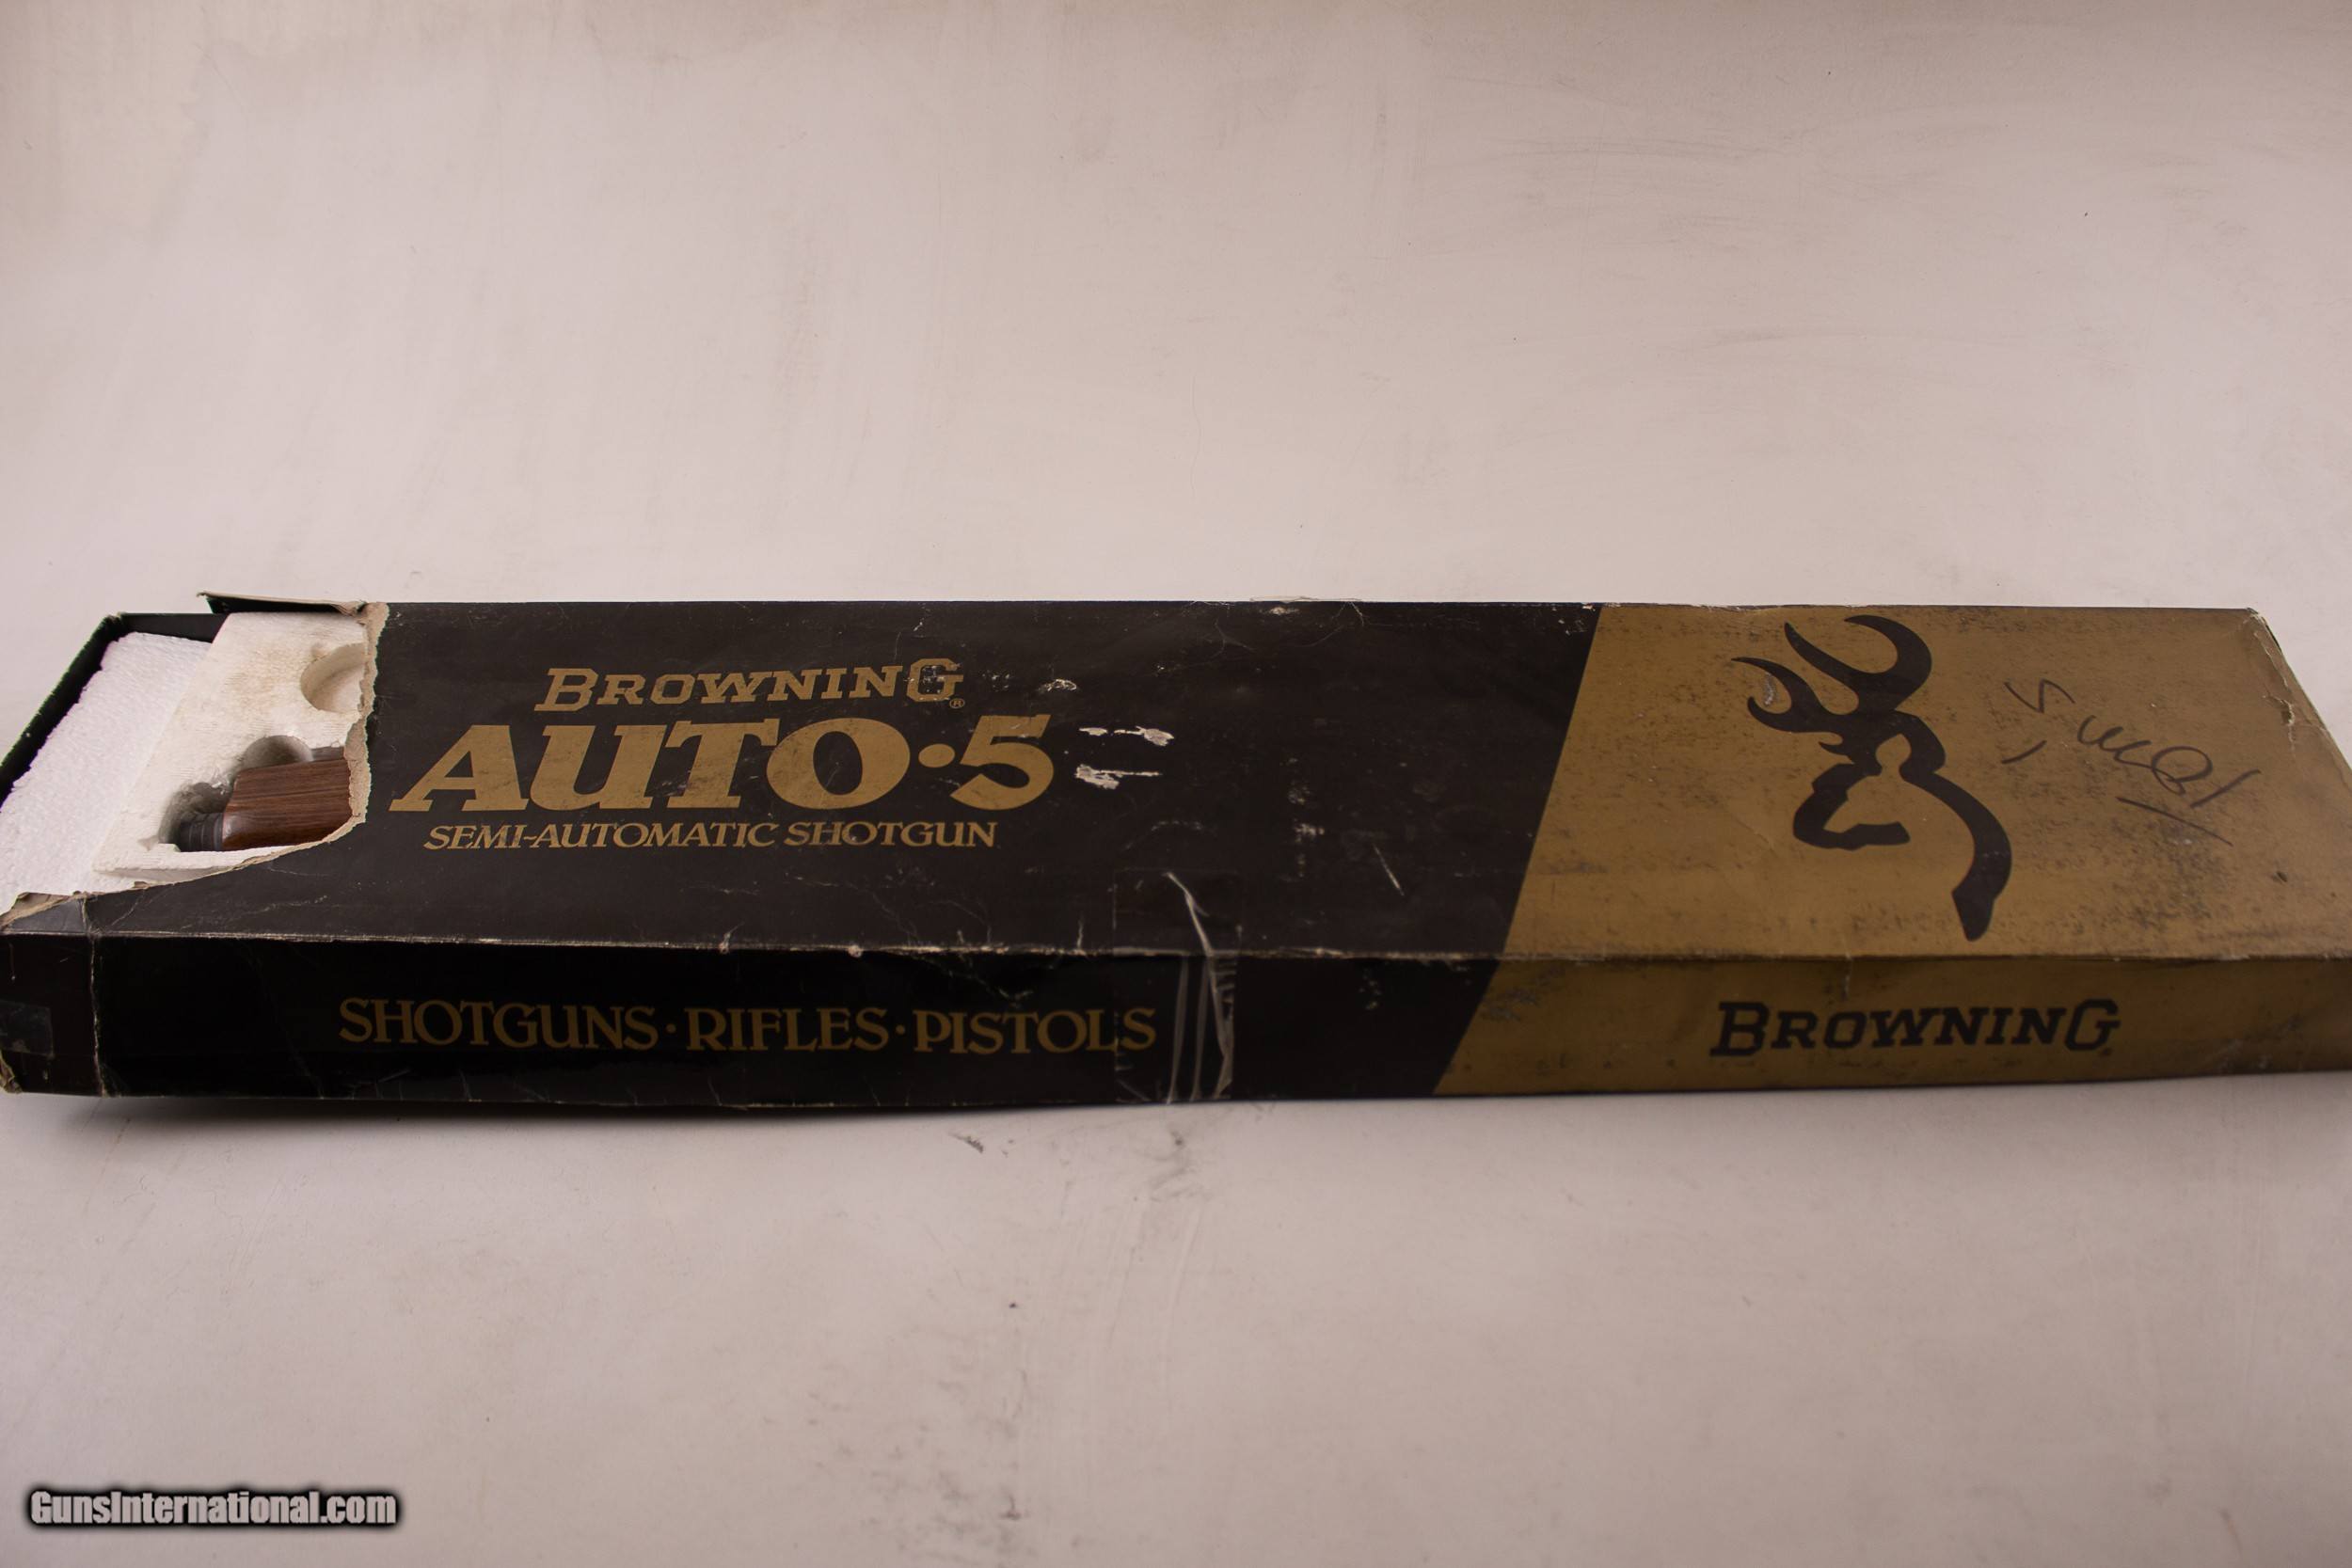 BROWNING®
AUTO·5
SEMI-AUTOMATIC SHOTGUN
SHOTGUNS·RIFLES·PISTOLS
BROWNING
GunsInternational.com